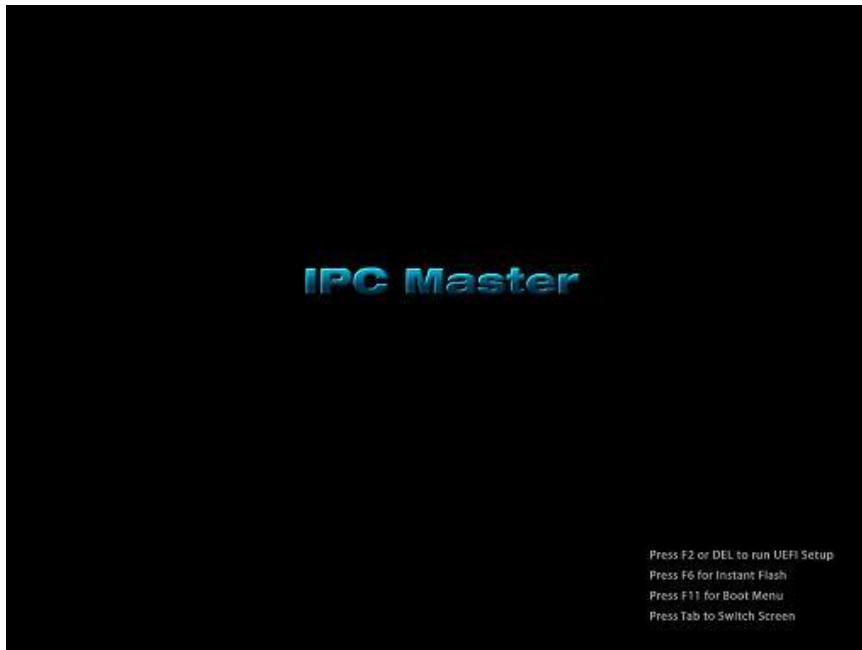 IPC Master
Press F2 or DEL to run UEFI Setup
Press F6 for Instant Flash
Press F11 for Boot Menu
Press Tab to Switch Screen